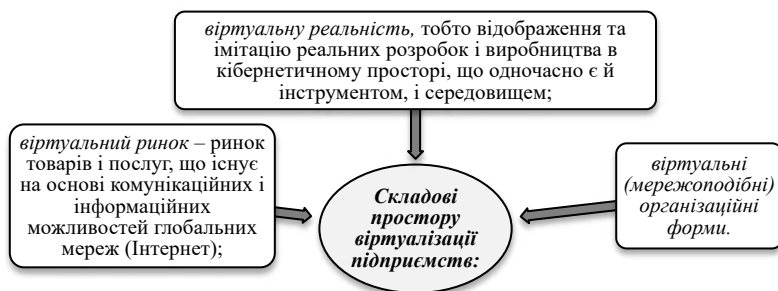 віртуальну реальність, тобто відображення та
імітацію реальних розробок і виробництва в
кібернетичному просторі, що одночасно є й
інструментом, і середовищем;
віртуальний ринок – ринок
товарів і послуг, що існує
на основі комунікаційних і
інформаційних
можливостей глобальних
мереж (Інтернет);
Складові
простору
віртуалізації
підприємств:
віртуальні
(мережоподібні)
організаційні
форми.